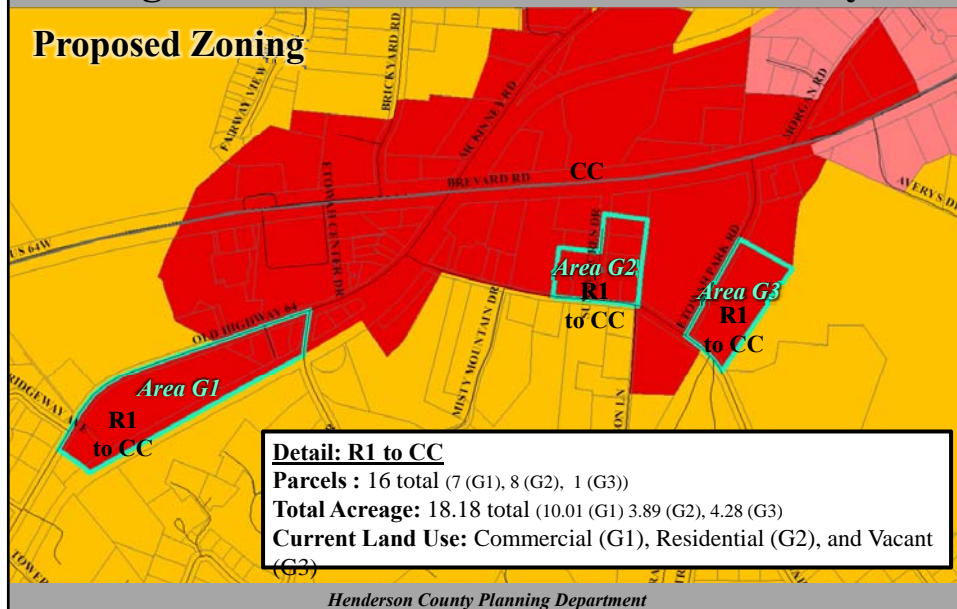 Proposed Zoning
FAIRWAY VIEW
BRICKYARD RD
MCKINNEY RD
MORGAN RD
BREVARD RD
CC
AVERYS DR
US 64W
ETOWAH CENTER DR
OLD HIGHWAY 64
Area G2
R1
to CC
ETOWAH PARK RD
Area G3
R1
to CC
MISTY MOUNTAIN DR
Area G1
R1
to CC
RIDGEWAY AVE
Detail: R1 to CC
Parcels : 16 total (7 (G1), 8 (G2), 1 (G3))
Total Acreage: 18.18 total (10.01 (G1) 3.89 (G2), 4.28 (G3)
Current Land Use: Commercial (G1), Residential (G2), and Vacant
(G3)
Henderson County Planning Department